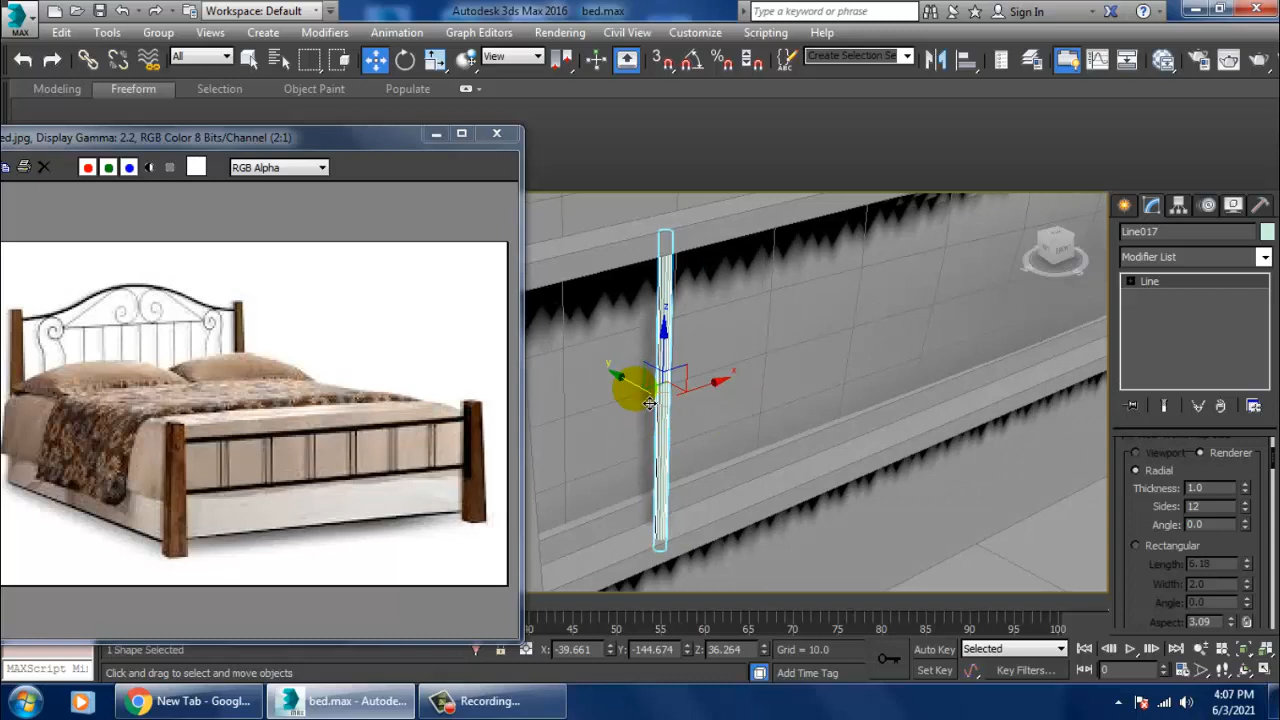 Workspace: Default
Autodesk 3ds Max 2016
bed.max
Type a keyword or phrase
Sign In
MAX
Edit
Tools
Group
Views
Create
Modifiers
Animation
Graph Editors
Rendering
Civil View
Customize
Scripting
Help
All
View
Create Selection Se
Modeling
Freeform
Selection
Object Paint
Populate
ed.jpg, Display Gamma: 2.2, RGB Color 8 Bits/Channel (2:1)
RGB Alpha
Line017
Modifier List
Line
Viewport
Renderer
Radial
Thickness: 1.0
Sides: 12
Angle: 0.0
Rectangular
Length: 6.18
Width: 2.0
Angle: 0.0
Aspect: 3.09
z
y
x
45
50
55
60
65
70
75
80
85
90
95
100
1 Shape Selected
X: -39.661
Y: -144.674
Z: 36.264
Grid = 10.0
Auto Key
Selected
MAXScript Mi
Click and drag to select and move objects
Add Time Tag
Set Key
Key Filters...
0
New Tab - Googl...
bed.max - Autode...
Recording...
4:07 PM
6/3/2021